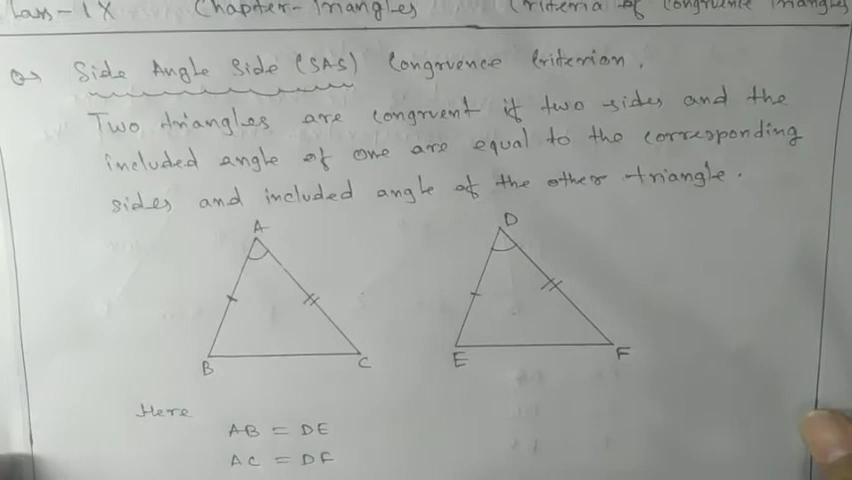 Class - IX Chapter - Triangles Criteria of Congruence Triangles
Q→ Side Angle Side (SAS) Congruence Criterion.
Two triangles are congruent if two sides and the
included angle of one are equal to the corresponding
sides and included angle of the other triangle.
A D
B C E F
Here
AB = DE
AC = DF